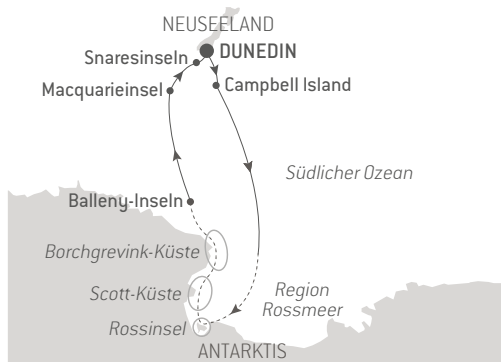 NEUSEELAND
DUNEDIN
Snaresinseln
Campbell Island
Macquarieinsel
Südlicher Ozean
Balleny-Inseln
Borchgrevink-Küste
Scott-Küste
Region
Rossmeer
Rossinsel
ANTARKTIS